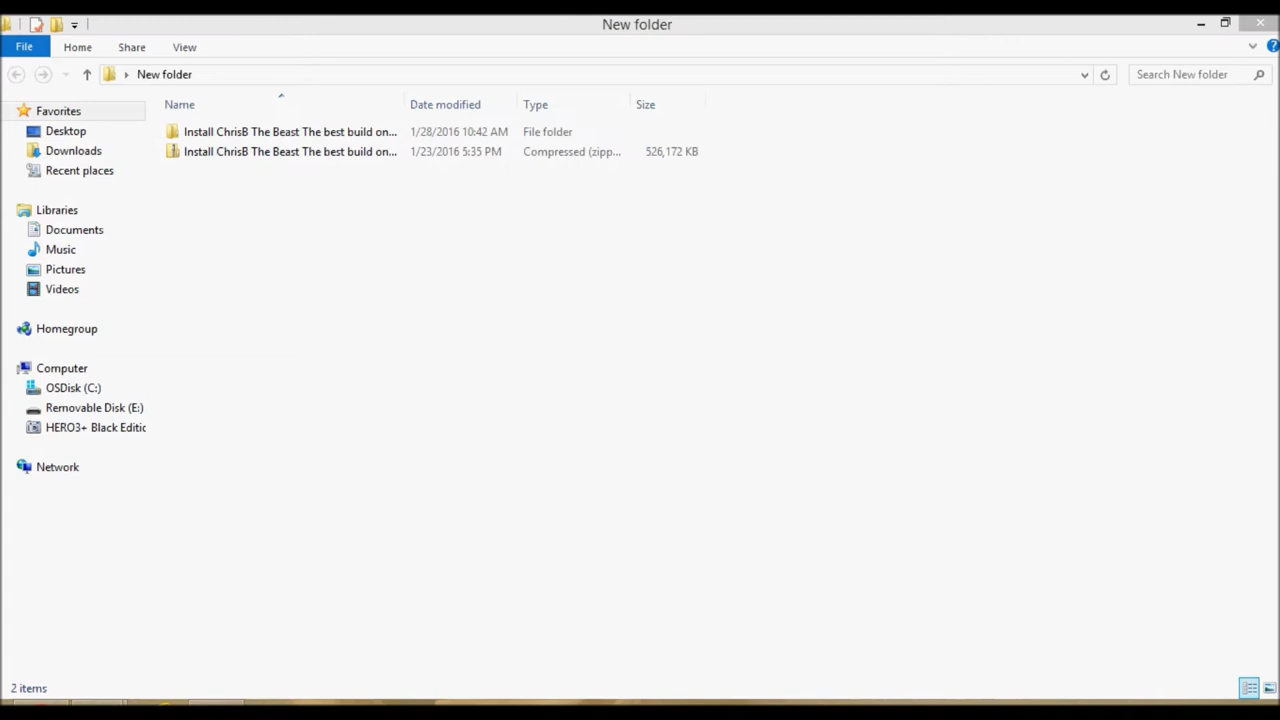 New folder
File Home Share View
New folder
Search New folder
Name Date modified Type Size
Favorites
Install ChrisB The Beast The best build on... 1/28/2016 10:42 AM File folder
Desktop
Install ChrisB The Beast The best build on... 1/23/2016 5:35 PM Compressed (zipp... 526,172 KB
Downloads
Recent places
Libraries
Documents
Music
Pictures
Videos
Homegroup
Computer
OSDisk (C:)
Removable Disk (E:)
HERO3+ Black Editic
Network
2 items